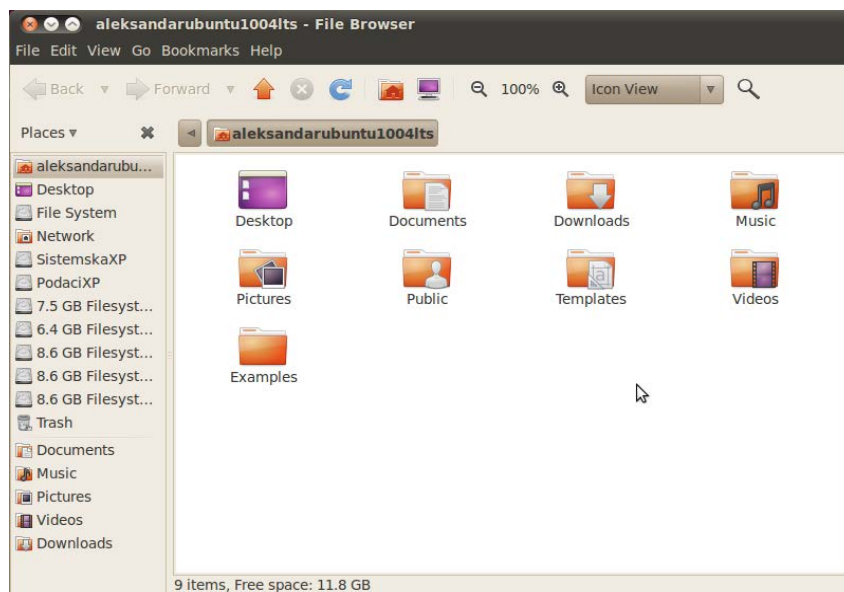 aleksandarubuntu1004lts - File Browser
File Edit View Go Bookmarks Help
Back Forward 100% Icon View
Places aleksandarubuntu1004lts
aleksandarubu...
Desktop
File System
Network
SistemskaXP
PodaciXP
7.5 GB Filesyst...
6.4 GB Filesyst...
8.6 GB Filesyst...
8.6 GB Filesyst...
8.6 GB Filesyst...
Trash
Documents
Music
Pictures
Videos
Downloads
Desktop Documents Downloads Music
Pictures Public Templates Videos
Examples
9 items, Free space: 11.8 GB